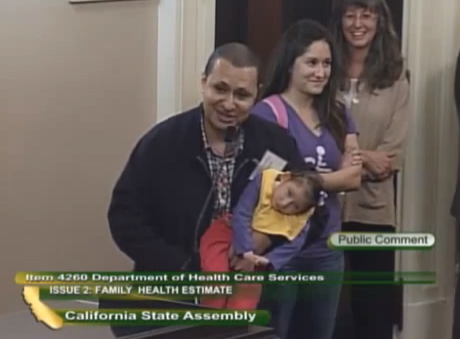 Public Comment
Item 4260 Department of Health Care Services
ISSUE 2: FAMILY HEALTH ESTIMATE
California State Assembly